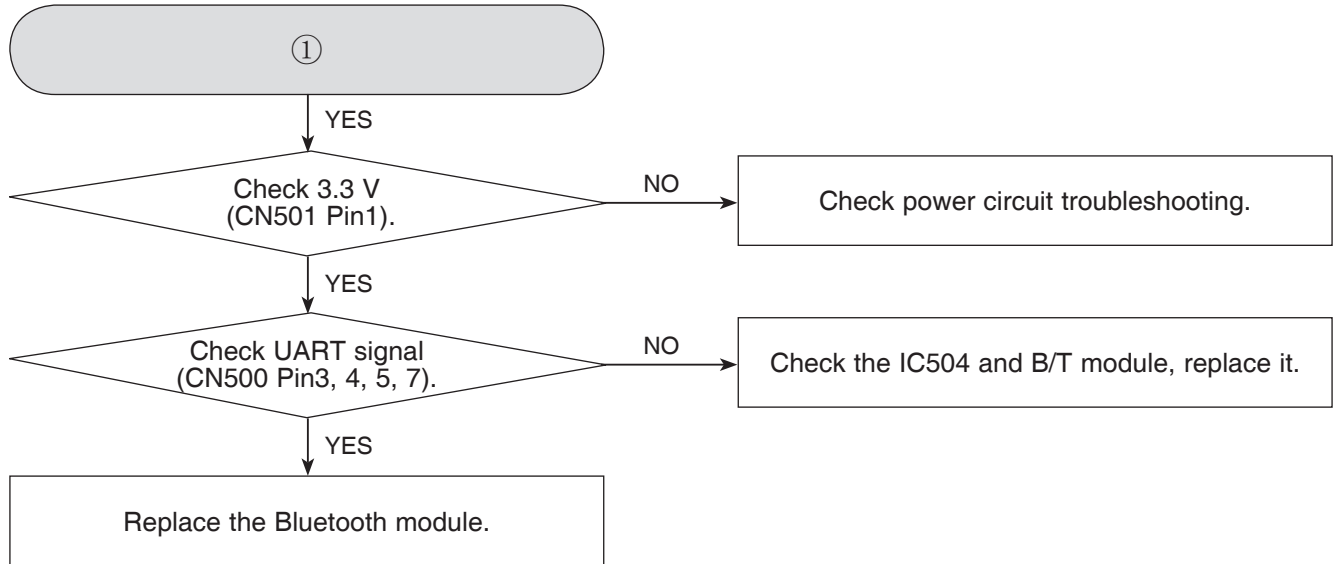 ①
YES
Check 3.3 V
(CN501 Pin1).
NO
Check power circuit troubleshooting.
YES
Check UART signal
(CN500 Pin3, 4, 5, 7).
NO
Check the IC504 and B/T module, replace it.
YES
Replace the Bluetooth module.